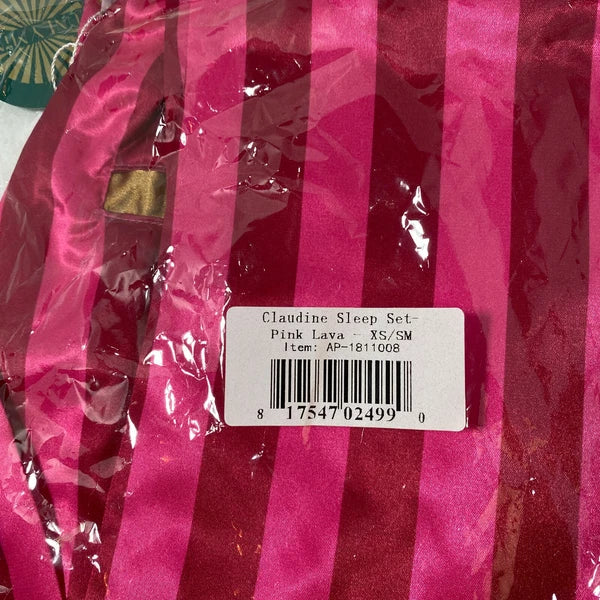 Claudine Sleep Set-
Pink Lava - XS/SM
Item: AP-1811008
8 17547 02499 0